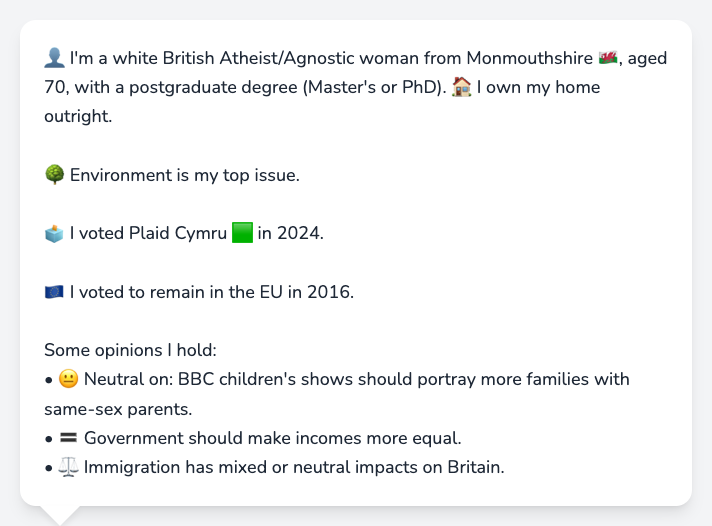 👤 I'm a white British Atheist/Agnostic woman from Monmouthshire 🏴󠁧󠁢󠁷󠁬󠁳󠁿, aged
70, with a postgraduate degree (Master's or PhD). 🏠 I own my home
outright.
🌳 Environment is my top issue.
🗳️ I voted Plaid Cymru 🟩 in 2024.
🇪🇺 I voted to remain in the EU in 2016.
Some opinions I hold:
• 😐 Neutral on: BBC children's shows should portray more families with
same-sex parents.
• 🟰 Government should make incomes more equal.
• ⚖️ Immigration has mixed or neutral impacts on Britain.